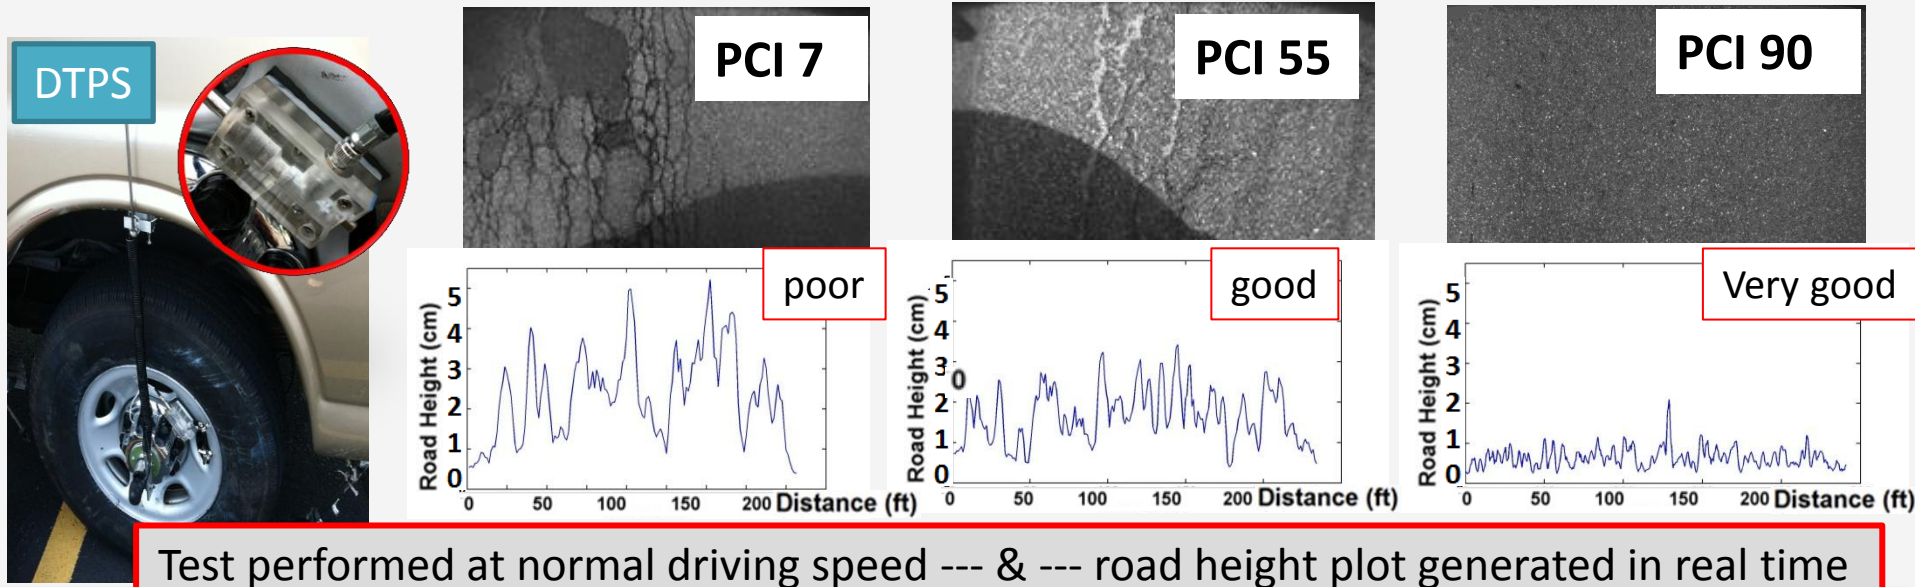 DTPS
PCI 7
PCI 55
PCI 90
poor
good
Very good
Road Height (cm)
5
4
3
2
1
0
0 50 100 150 200 Distance (ft)
Road Height (cm)
5
4
3
0
2
1
0
0 50 100 150 200 Distance (ft)
Road Height (cm)
5
4
3
2
1
0
0 50 100 150 200 Distance (ft)
Test performed at normal driving speed --- & --- road height plot generated in real time